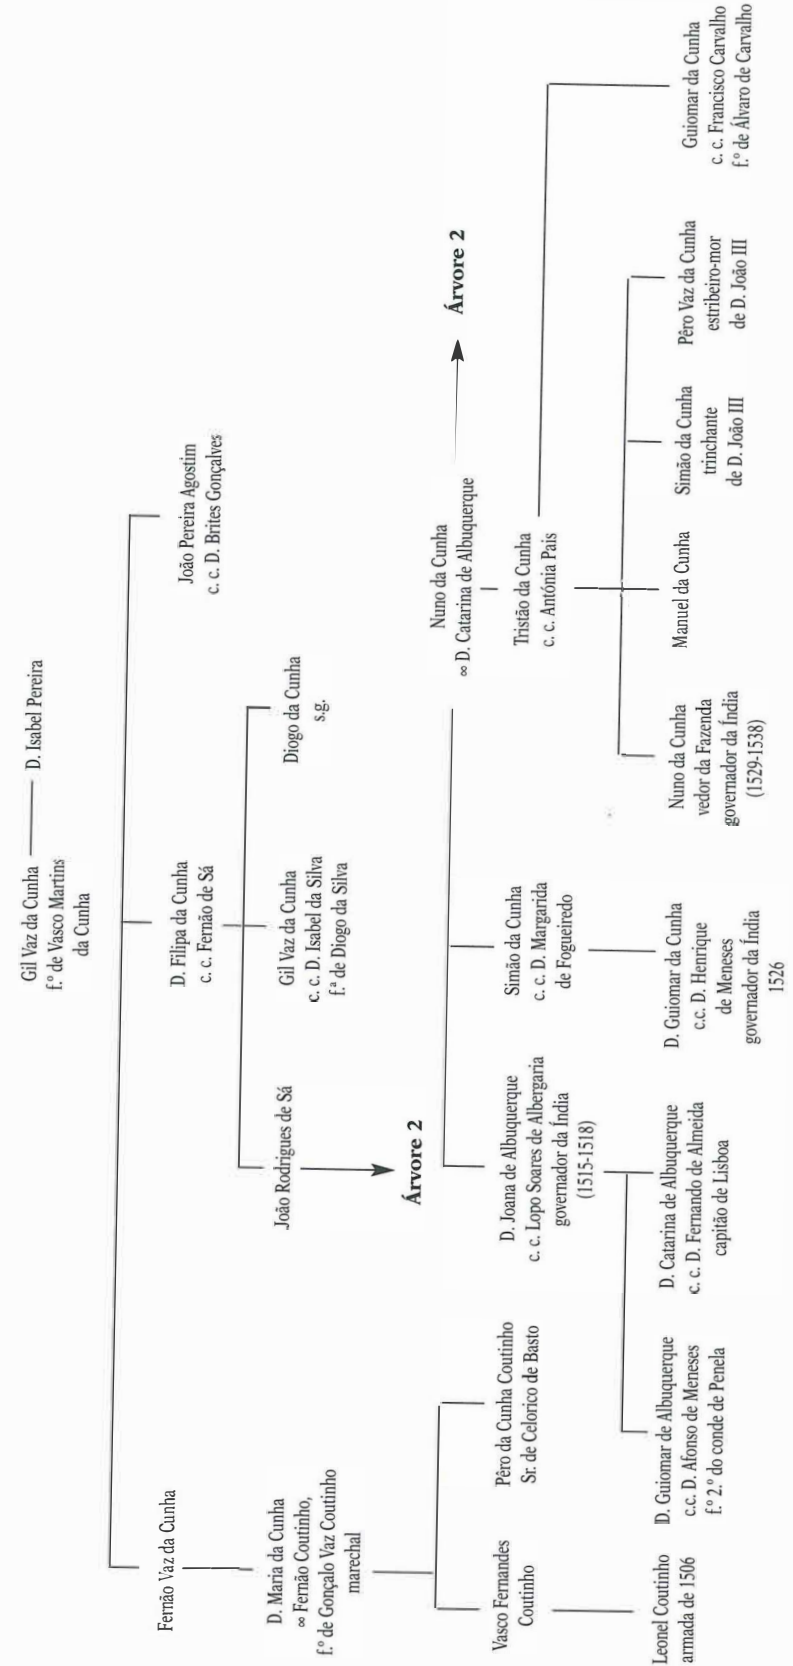 Gil Vaz da Cunha
f.º de Vasco Martins
da Cunha
D. Isabel Pereira
Fernão Vaz da Cunha
D. Filipa da Cunha
c. c. Fernão de Sá
João Pereira Agostim
c. c. D. Brites Gonçalves
D. Maria da Cunha
∞ Fernão Coutinho,
f.º de Gonçalo Vaz Coutinho
marechal
João Rodrigues de Sá
Gil Vaz da Cunha
c. c. D. Isabel da Silva
f.ª de Diogo da Silva
Diogo da Cunha
s.g.
Árvore 2
Nuno da Cunha
∞ D. Catarina de Albuquerque
Árvore 2
Vasco Fernandes
Coutinho
Pêro da Cunha Coutinho
Sr. de Celorico de Basto
D. Joana de Albuquerque
c. c. Lopo Soares de Albergaria
governador da Índia
(1515-1518)
Simão da Cunha
c. c. D. Margarida
de Fogueiredo
Tristão da Cunha
c. c. Antónia Pais
Leonel Coutinho
armada de 1506
D. Guiomar de Albuquerque
c.c. D. Afonso de Meneses
f.º 2.º do conde de Penela
D. Catarina de Albuquerque
c. c. D. Fernando de Almeida
capitão de Lisboa
D. Guiomar da Cunha
c.c. D. Henrique
de Meneses
governador da Índia
1526
Nuno da Cunha
vedor da Fazenda
governador da Índia
(1529-1538)
Manuel da Cunha
Simão da Cunha
trinchante
de D. João III
Pêro Vaz da Cunha
estribeiro-mor
de D. João III
Guiomar da Cunha
c. c. Francisco Carvalho
f.º de Álvaro de Carvalho